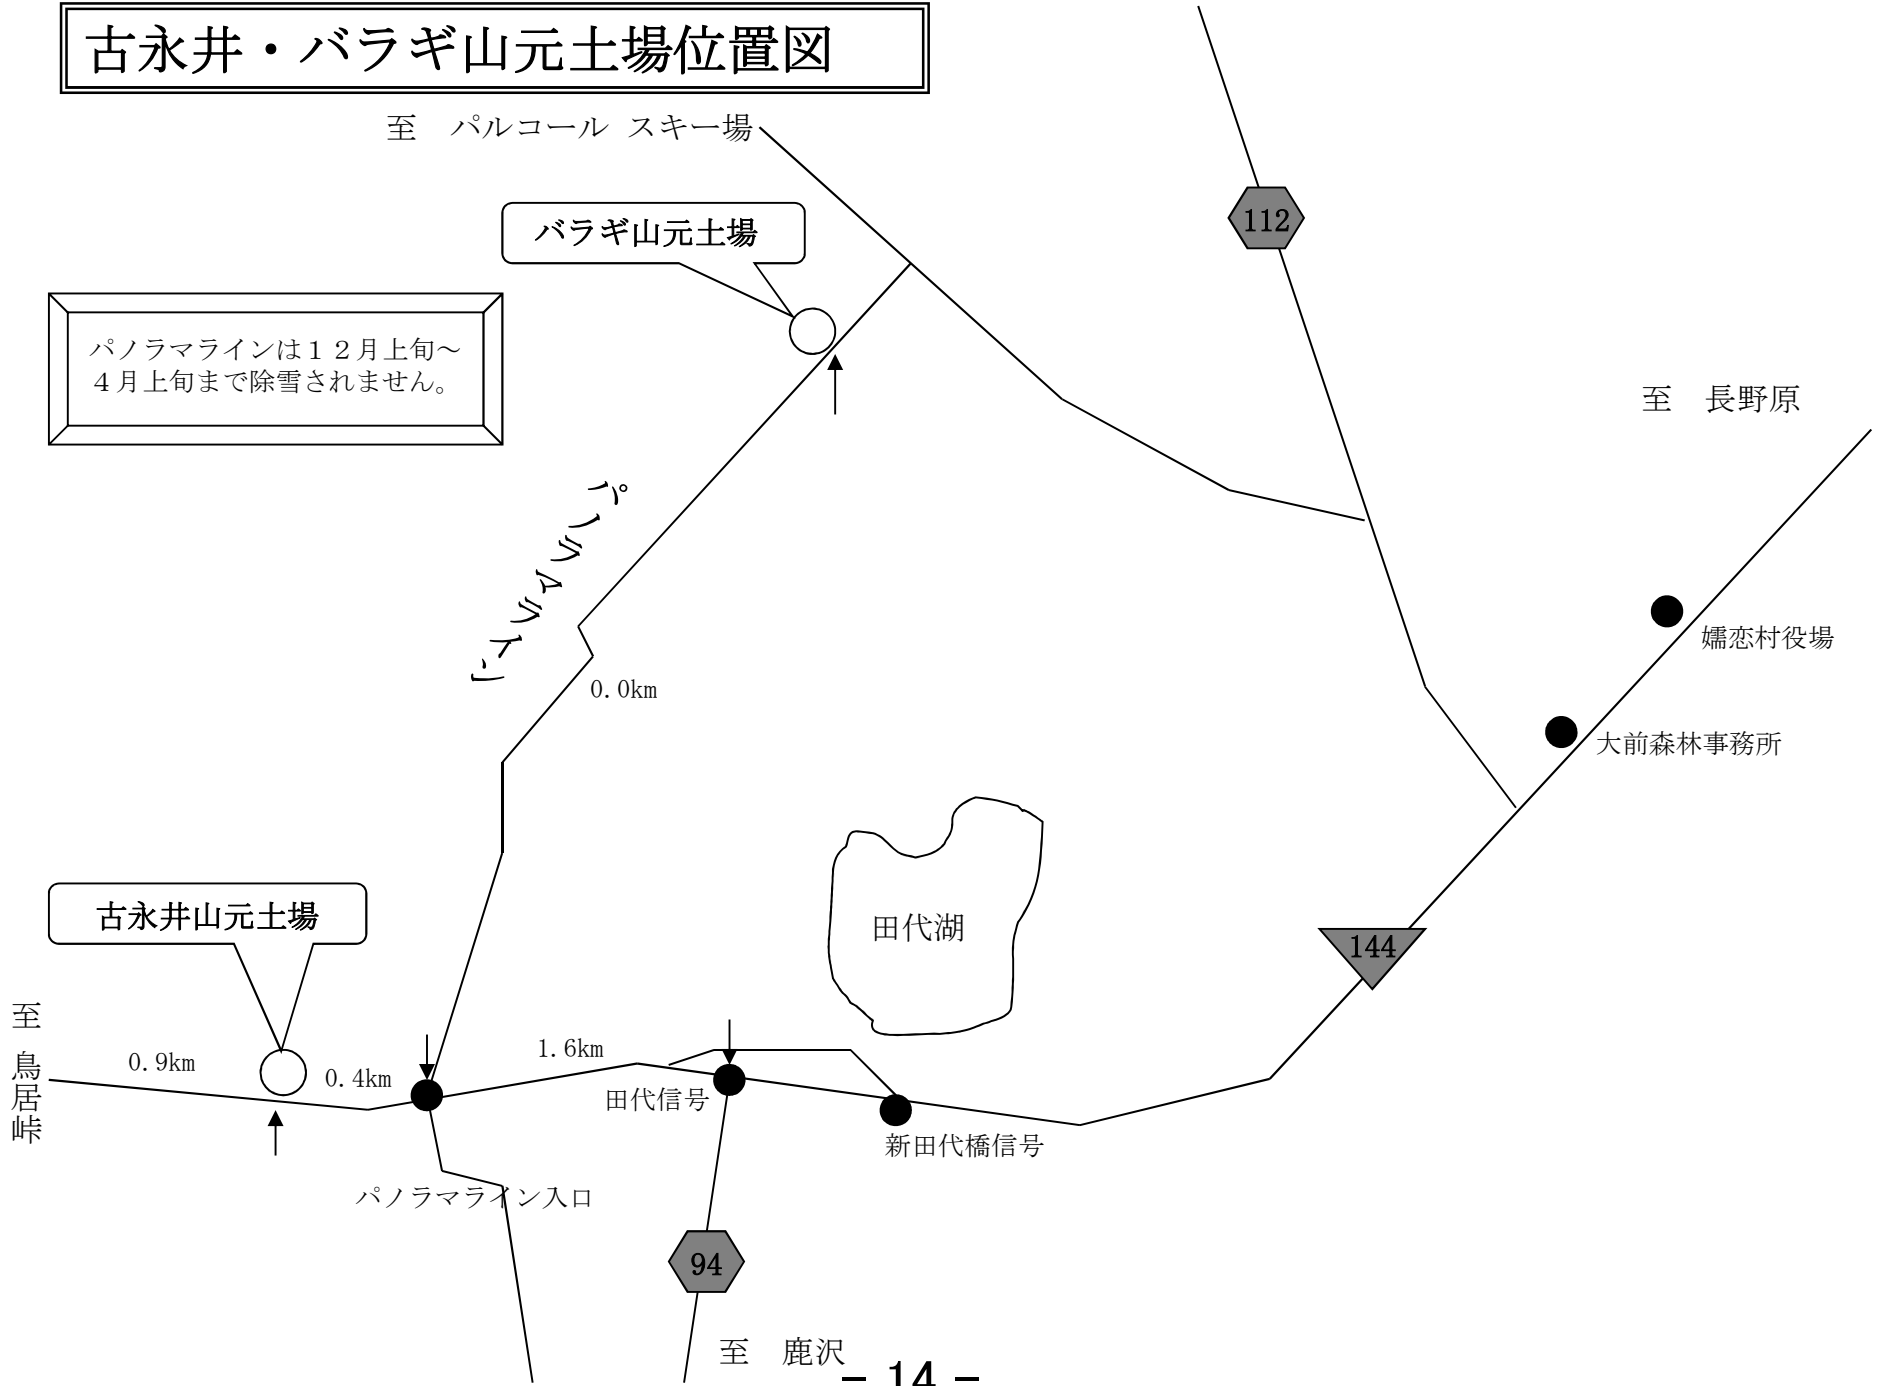 古永井・バラギ山元土場位置図
至　パルコール スキー場
112
バラギ山元土場
パノラマラインは１２月上旬～
４月上旬まで除雪されません。
至　長野原
パノラマライン
嬬恋村役場
0.0km
大前森林事務所
古永井山元土場
田代湖
144
至　鳥居峠
0.9km
0.4km
1.6km
田代信号
新田代橋信号
パノラマライン入口
94
至　鹿沢
- 14 -